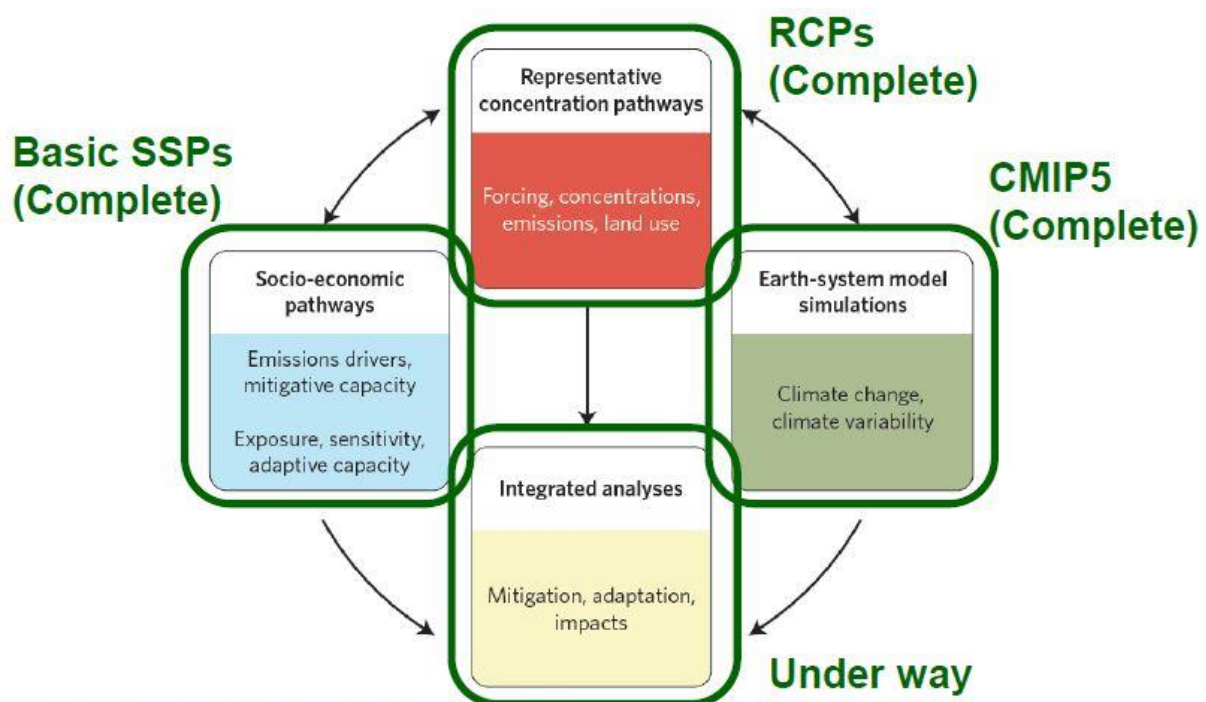 RCPs
(Complete)
Representative
concentration pathways
Forcing, concentrations,
emissions, land use
Basic SSPs
(Complete)
CMIP5
(Complete)
Socio-economic
pathways
Emissions drivers,
mitigative capacity
Exposure, sensitivity,
adaptive capacity
Earth-system model
simulations
Climate change,
climate variability
Integrated analyses
Mitigation, adaptation,
impacts
Under way